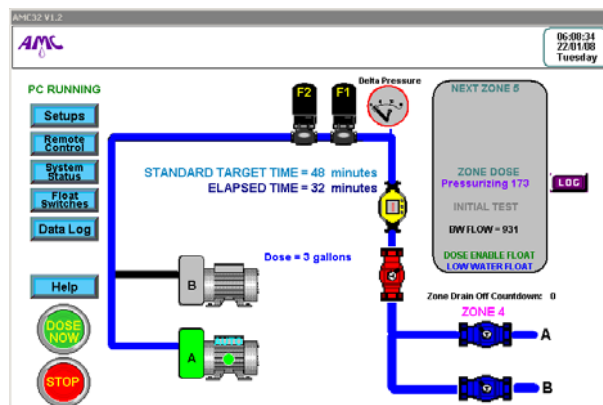 AMC32 V1.2
AMC
06:08:34
22/01/08
Tuesday
PC RUNNING
Setups
Remote
Control
System
Status
Float
Switches
Data Log
Help
DOSE
NOW
STOP
F2
F1
Delta Pressure
STANDARD TARGET TIME = 48 minutes
ELAPSED TIME = 32 minutes
Dose = 3 gallons
B
A
AUTO
NEXT ZONE 5
ZONE DOSE
Pressurizing 173
INITIAL TEST
BW FLOW = 931
DOSE ENABLE FLOAT
LOW WATER FLOAT
LOG
Zone Drain Off Countdown: 0
ZONE 4
A
B